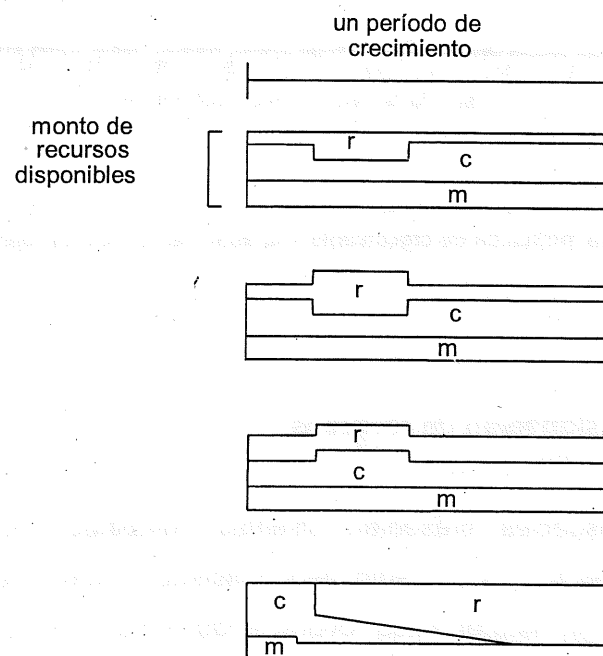 un período de
crecimiento
monto de
recursos
disponibles
r
c
m
r
c
m
r
c
m
c
r
m